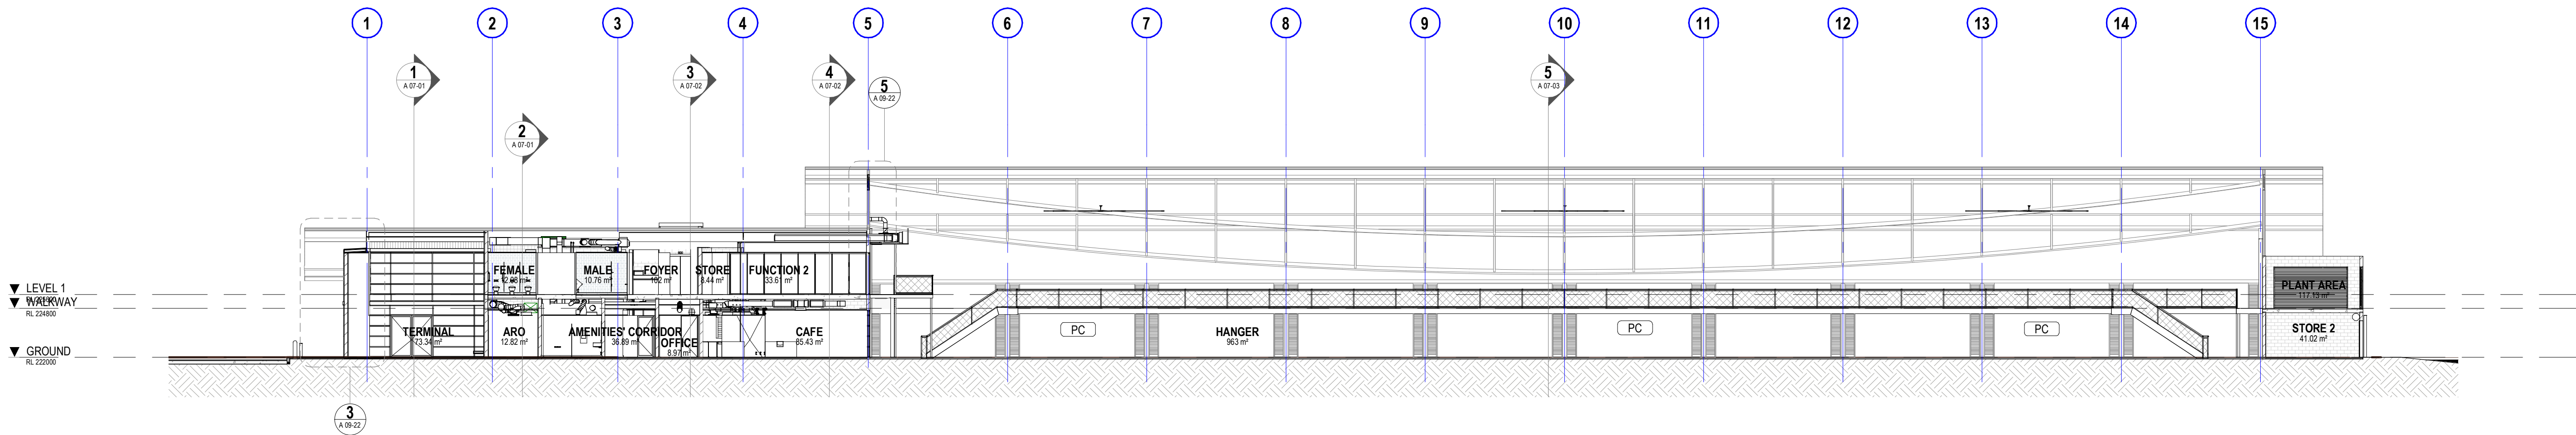 1 2 3 4 5 6 7 8 9 10 11 12 13 14 15
1
A 07-01
3
A 07-02
4
A 07-02
5
A 09-22
5
A 07-03
2
A 07-01
FEMALE
MALE
10.76 m²
FOYER
102 m²
STORE
8.44 m²
FUNCTION 2
33.61 m²
LEVEL 1
WALKWAY
RL 224800
PLANT AREA
117.13 m²
TERMINAL
73.34 m²
ARO
12.82 m²
AMENITIES' CORRIDOR
36.89 m²
OFFICE
8.97 m²
CAFE
85.43 m²
PC
HANGER
963 m²
PC
PC
STORE 2
41.02 m²
GROUND
RL 222000
3
A 09-22